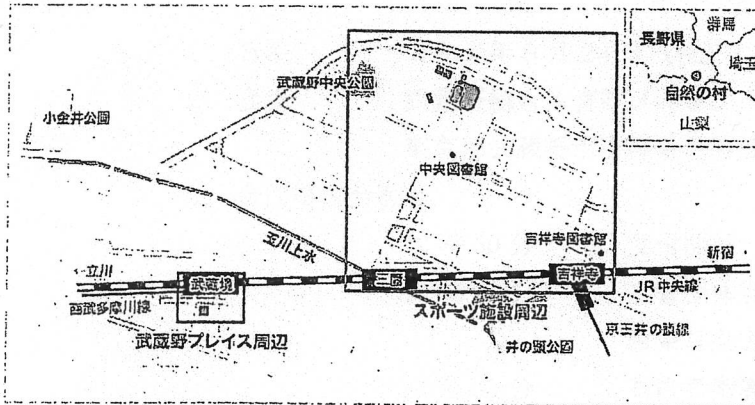 長野県
群馬
埼玉
自然の村
山梨
武蔵野中央公園
小金井公園
中央図書館
吉祥寺図書館
玉川上水
新宿
立川
武蔵境
三鷹
吉祥寺
JR中央線
西武多摩川線
スポーツ施設周辺
京王井の頭線
武蔵野プレイス周辺
井の頭公園